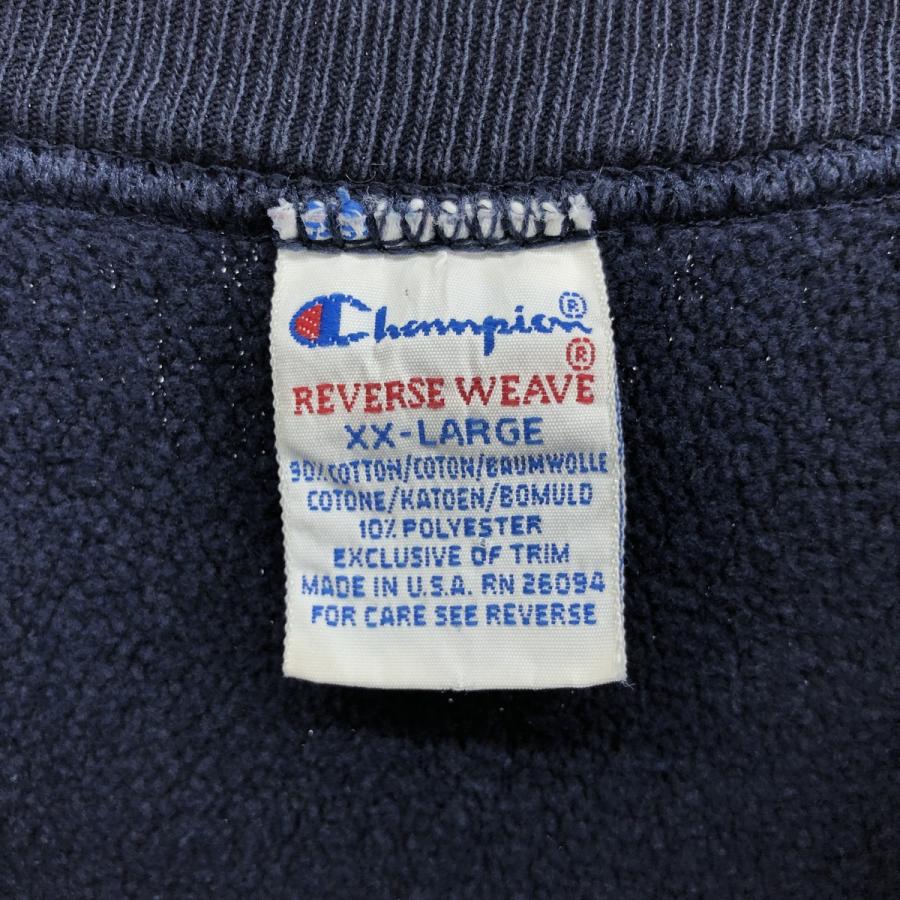 Champion®
®
REVERSE WEAVE
XX-LARGE
90% COTTON/COTON/BAUMWOLLE
COTONE/KATOEN/BOMULD
10% POLYESTER
EXCLUSIVE OF TRIM
MADE IN U.S.A. RN 26094
FOR CARE SEE REVERSE